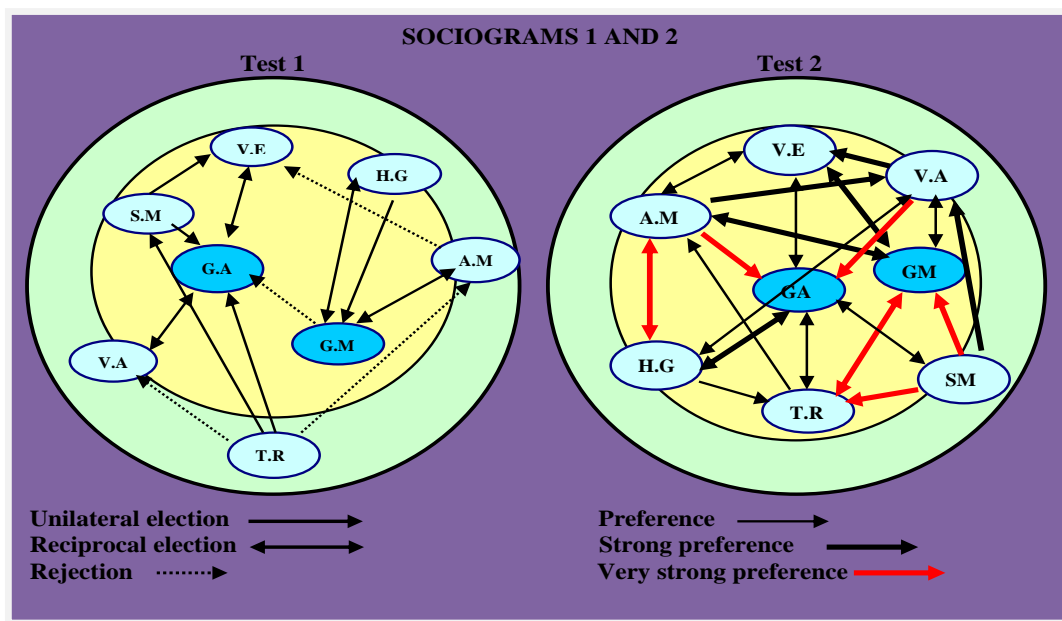 SOCIOGRAMS 1 AND 2
Test 1
V.E
H.G
S.M
G.A
A.M
G.M
V.A
T.R
Test 2
V.E
V.A
A.M
GM
GA
H.G
SM
T.R
Unilateral election
Reciprocal election
Rejection
Preference
Strong preference
Very strong preference